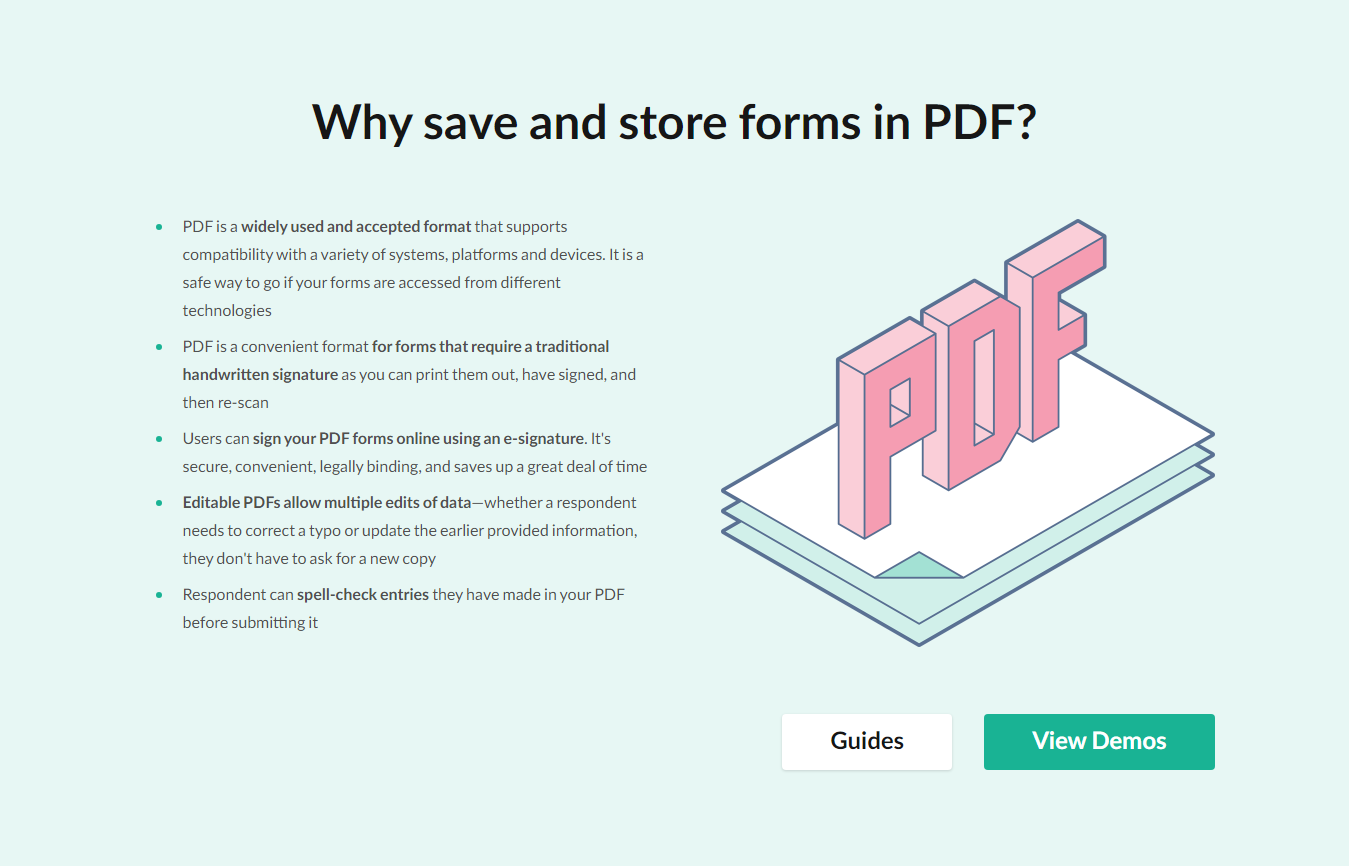 Why save and store forms in PDF?
PDF is a widely used and accepted format that supports
compatibility with a variety of systems, platforms and devices. It is a
safe way to go if your forms are accessed from different
technologies
PDF is a convenient format for forms that require a traditional
handwritten signature as you can print them out, have signed, and
then re-scan
Users can sign your PDF forms online using an e-signature. It's
secure, convenient, legally binding, and saves up a great deal of time
Editable PDFs allow multiple edits of data—whether a respondent
needs to correct a typo or update the earlier provided information,
they don't have to ask for a new copy
Respondent can spell-check entries they have made in your PDF
before submitting it
PDF
Guides
View Demos